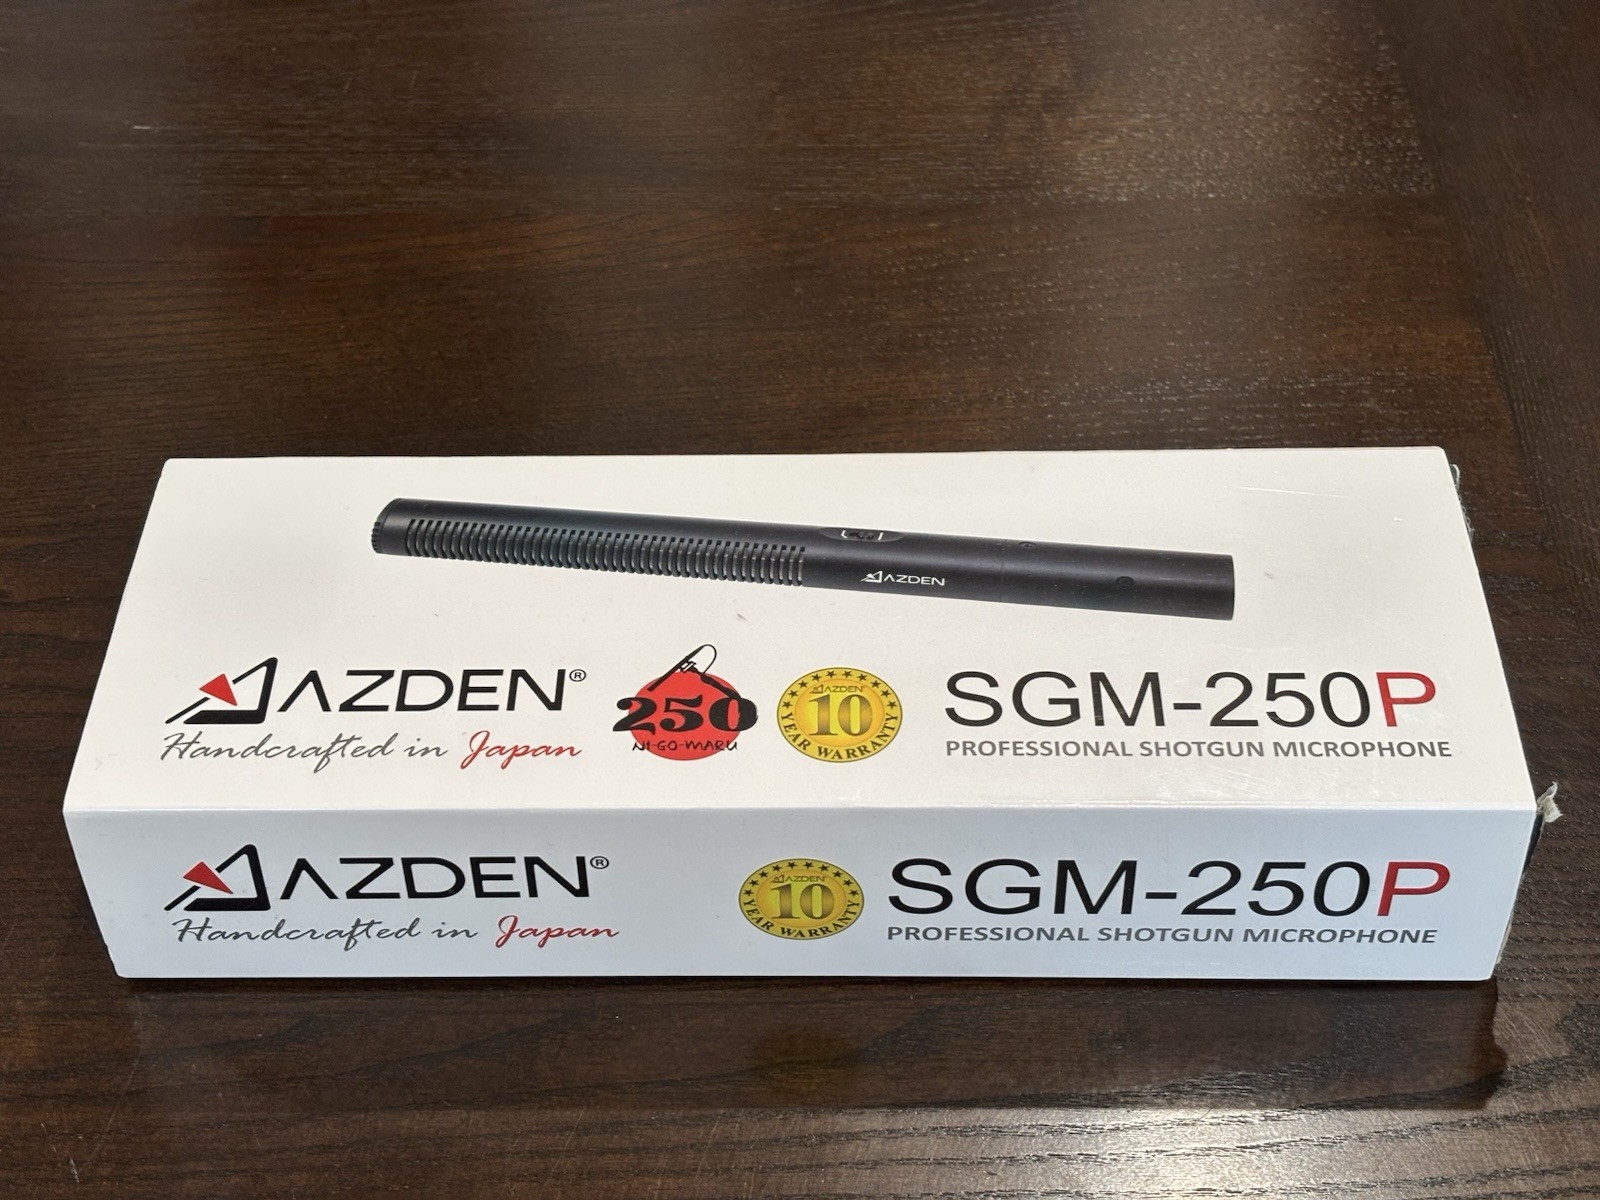 AZDEN
AZDEN®
Handcrafted in Japan
250
NI-GO-MARU
AZDEN
10
YEAR WARRANTY
SGM-250P
PROFESSIONAL SHOTGUN MICROPHONE
AZDEN®
Handcrafted in Japan
AZDEN
10
YEAR WARRANTY
SGM-250P
PROFESSIONAL SHOTGUN MICROPHONE